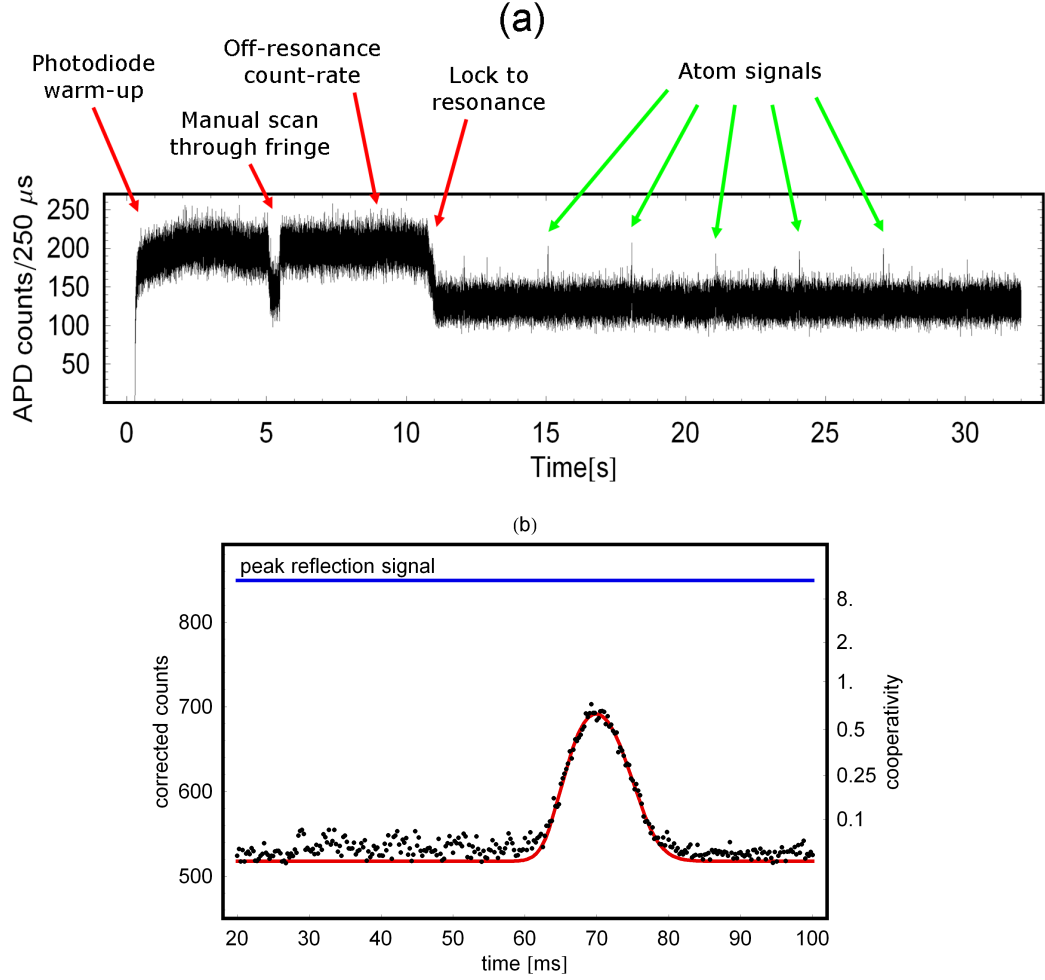 (a)
Photodiode
warm-up
Manual scan
through fringe
Off-resonance
count-rate
Lock to
resonance
Atom signals
APD counts/250 μs
250
200
150
100
50
0 5 10 15 20 25 30
Time[s]
(b)
peak reflection signal
corrected counts
800
700
600
500
8.
2.
1.
0.5
0.25
0.1
cooperativity
20 30 40 50 60 70 80 90 100
time [ms]